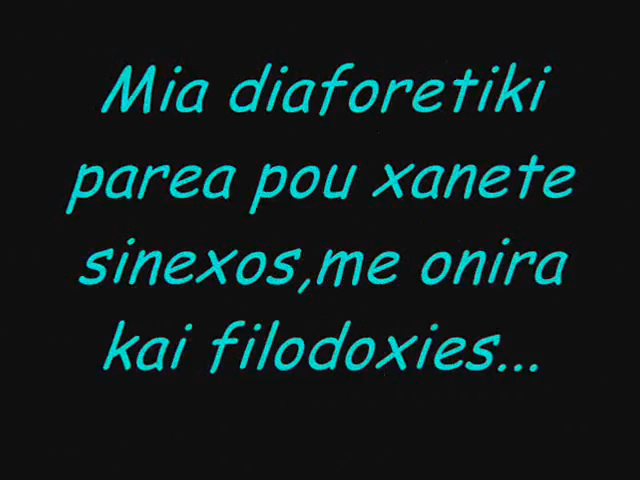 Mia diaforetiki
parea pou xanete
sinexos,me onira
kai filodoxies...